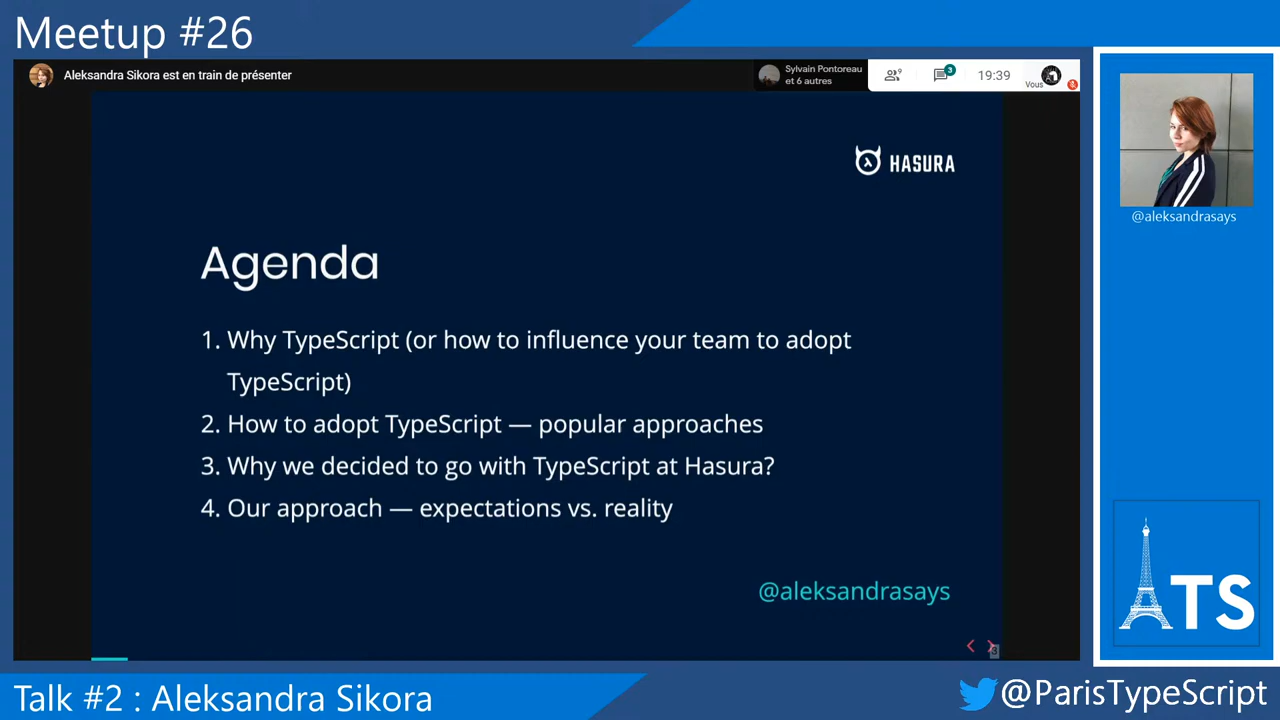 Meetup #26
Aleksandra Sikora est en train de présenter
Sylvain Pontoreau
et 6 autres
9
3
19:39
Vous
HASURA
@aleksandrasays
Agenda
1. Why TypeScript (or how to influence your team to adopt
TypeScript)
2. How to adopt TypeScript — popular approaches
3. Why we decided to go with TypeScript at Hasura?
4. Our approach — expectations vs. reality
@aleksandrasays
TS
Talk #2 : Aleksandra Sikora
@ParisTypeScript